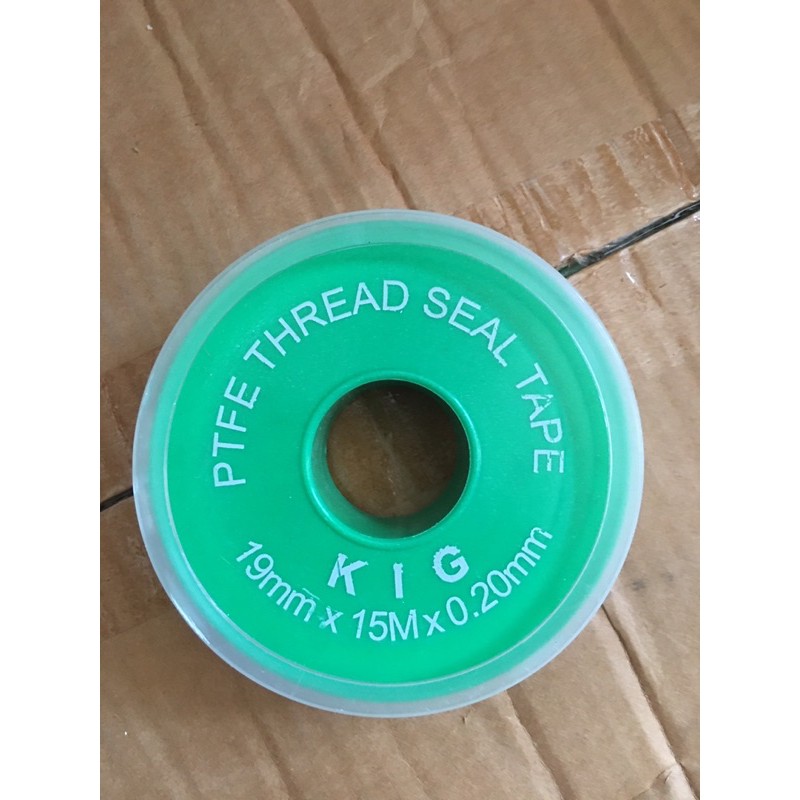 PTFE THREAD SEAL TAPE
KIG
19mm x 15M x 0.20mm